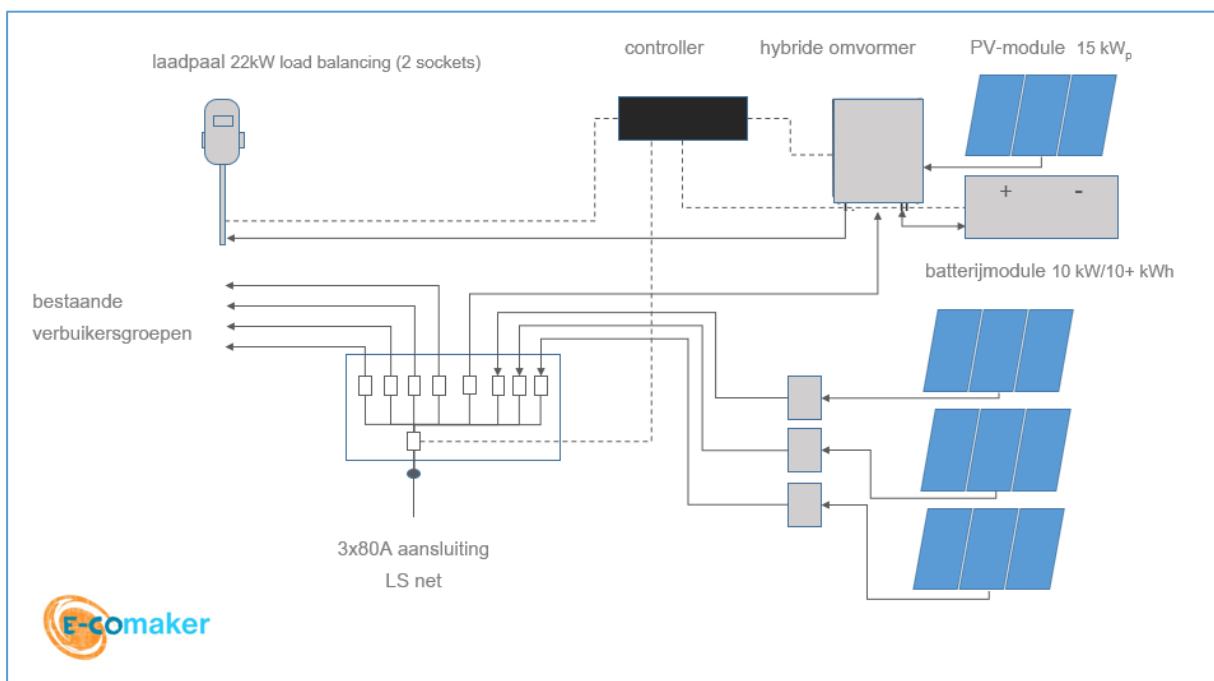 controller
hybride omvormer
PV-module 15 kWp
laadpaal 22kW load balancing (2 sockets)
+ -
batterijmodule 10 kW/10+ kWh
bestaande
verbuikersgroepen
3x80A aansluiting
LS net
E-comaker